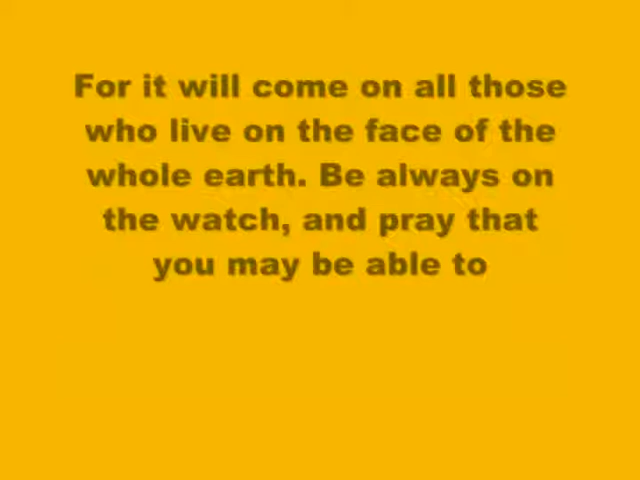 For it will come on all those
who live on the face of the
whole earth. Be always on
the watch, and pray that
you may be able to